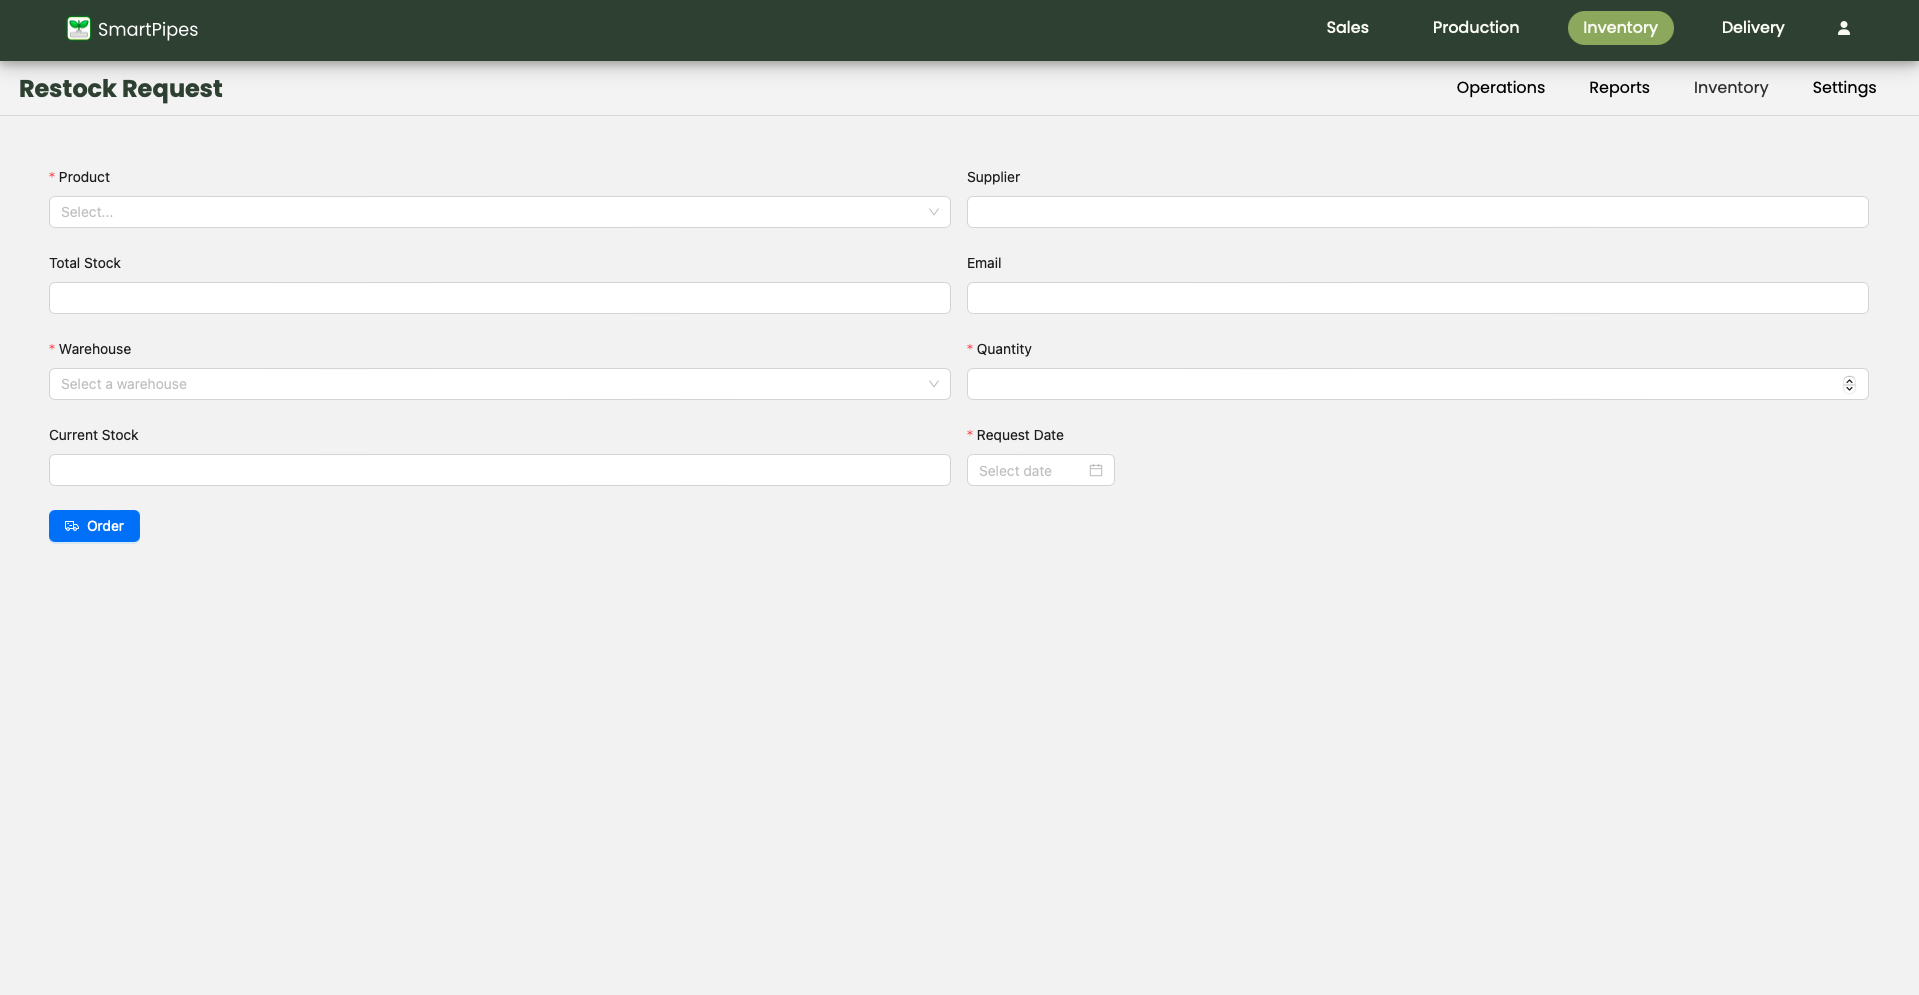 SmartPipes
Sales Production Inventory Delivery
Restock Request
Operations Reports Inventory Settings
* Product
Select...
Supplier
Total Stock
Email
* Warehouse
Select a warehouse
* Quantity
Current Stock
* Request Date
Select date
Order